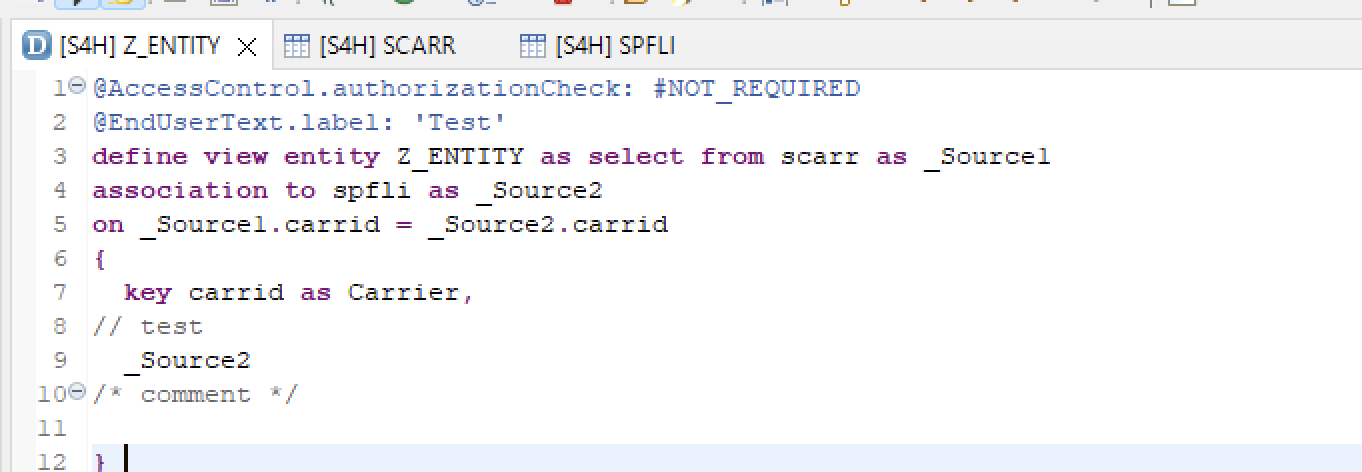 D [S4H] Z_ENTITY [S4H] SCARR [S4H] SPFLI
1 @AccessControl.authorizationCheck: #NOT_REQUIRED
2 @EndUserText.label: 'Test'
3 define view entity Z_ENTITY as select from scarr as _Source1
4 association to spfli as _Source2
5 on _Source1.carrid = _Source2.carrid
6 {
7 key carrid as Carrier,
8 // test
9 _Source2
10 /* comment */
11
12 }